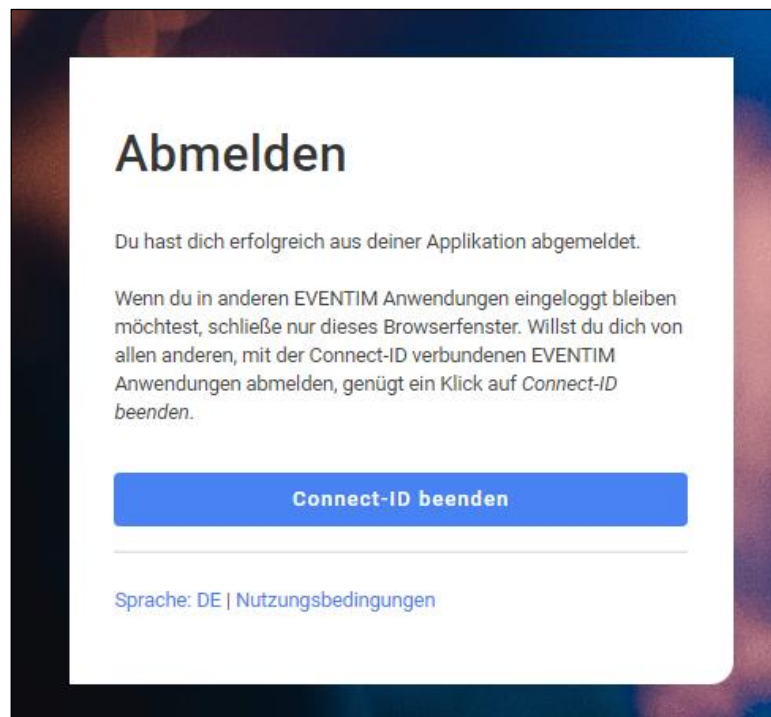 Abmelden
Du hast dich erfolgreich aus deiner Applikation abgemeldet.
Wenn du in anderen EVENTIM Anwendungen eingeloggt bleiben
möchtest, schließe nur dieses Browserfenster. Willst du dich von
allen anderen, mit der Connect-ID verbundenen EVENTIM
Anwendungen abmelden, genügt ein Klick auf Connect-ID
beenden.
Connect-ID beenden
Sprache: DE | Nutzungsbedingungen